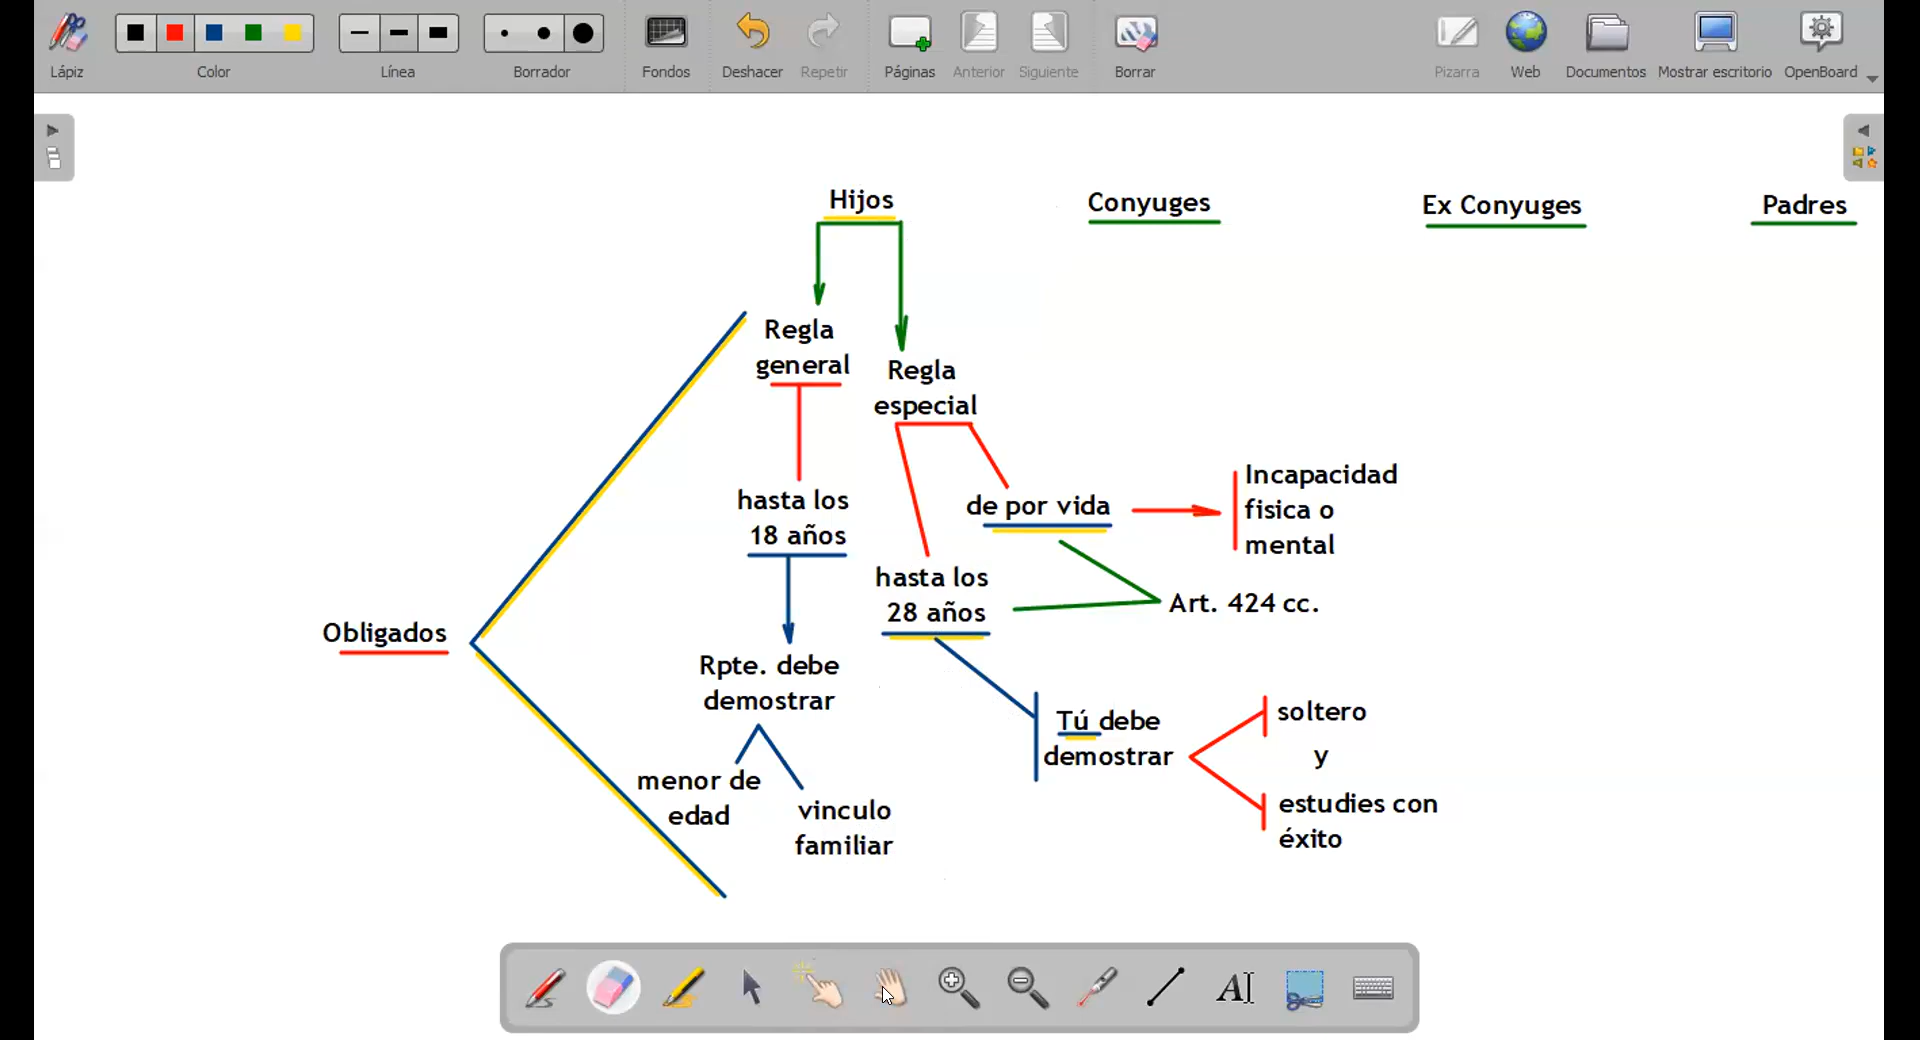 Lápiz
Color
Línea
Borrador
Fondos
Deshacer
Repetir
Páginas
Anterior
Siguiente
Borrar
Pizarra
Web
Documentos
Mostrar escritorio
OpenBoard
Hijos
Conyuges
Ex Conyuges
Padres
Regla
general
Regla
especial
hasta los
18 años
de por vida
Incapacidad
fisica o
mental
hasta los
28 años
Art. 424 cc.
Obligados
Rpte. debe
demostrar
menor de
edad
vinculo
familiar
Tú debe
demostrar
soltero
y
estudies con
éxito
AI